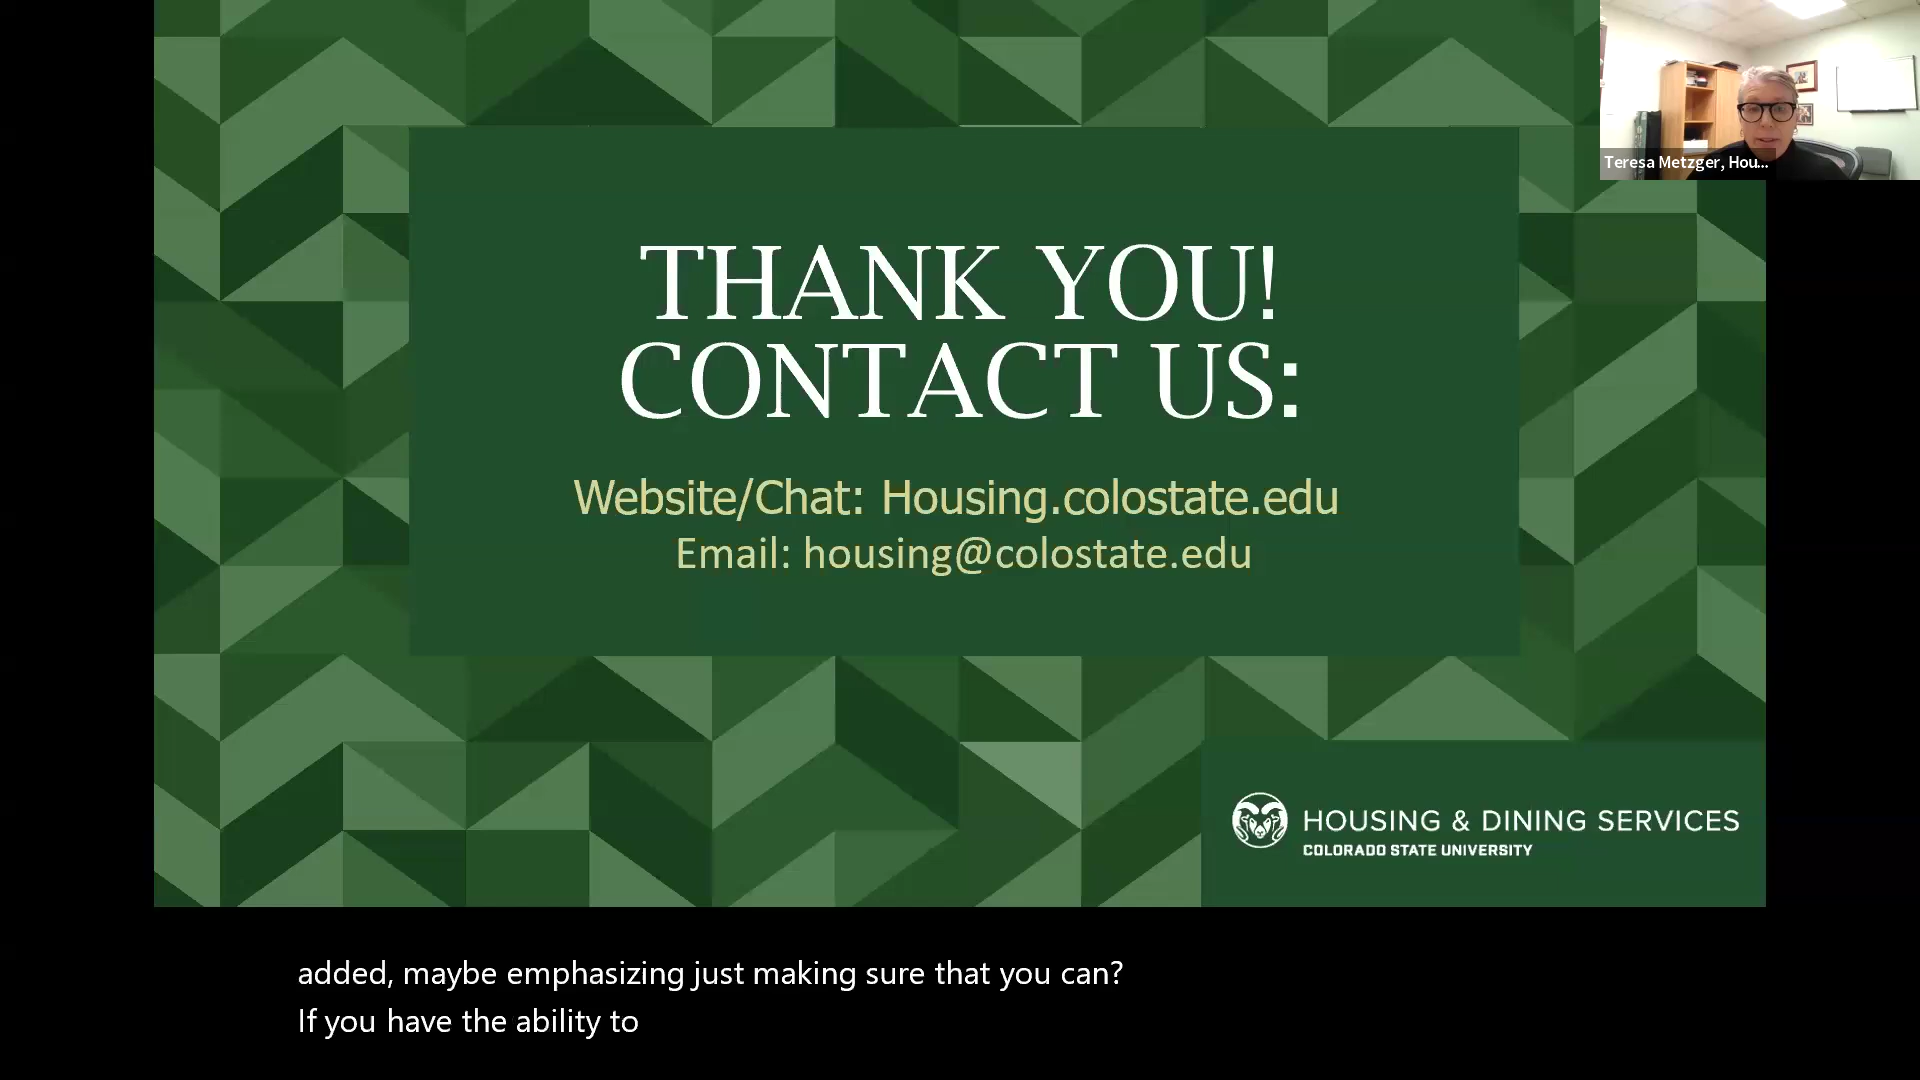 Teresa Metzger, Hou...
THANK YOU!
CONTACT US:
Website/Chat: Housing.colostate.edu
Email: housing@colostate.edu
HOUSING & DINING SERVICES
COLORADO STATE UNIVERSITY
added, maybe emphasizing just making sure that you can?
If you have the ability to